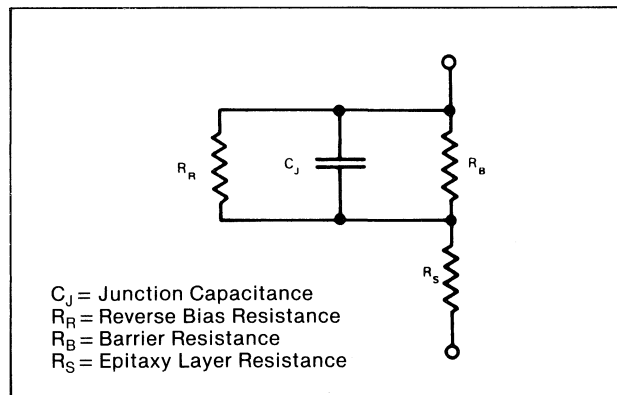 R_R
C_J
R_B
R_S
C_J = Junction Capacitance
R_R = Reverse Bias Resistance
R_B = Barrier Resistance
R_S = Epitaxy Layer Resistance